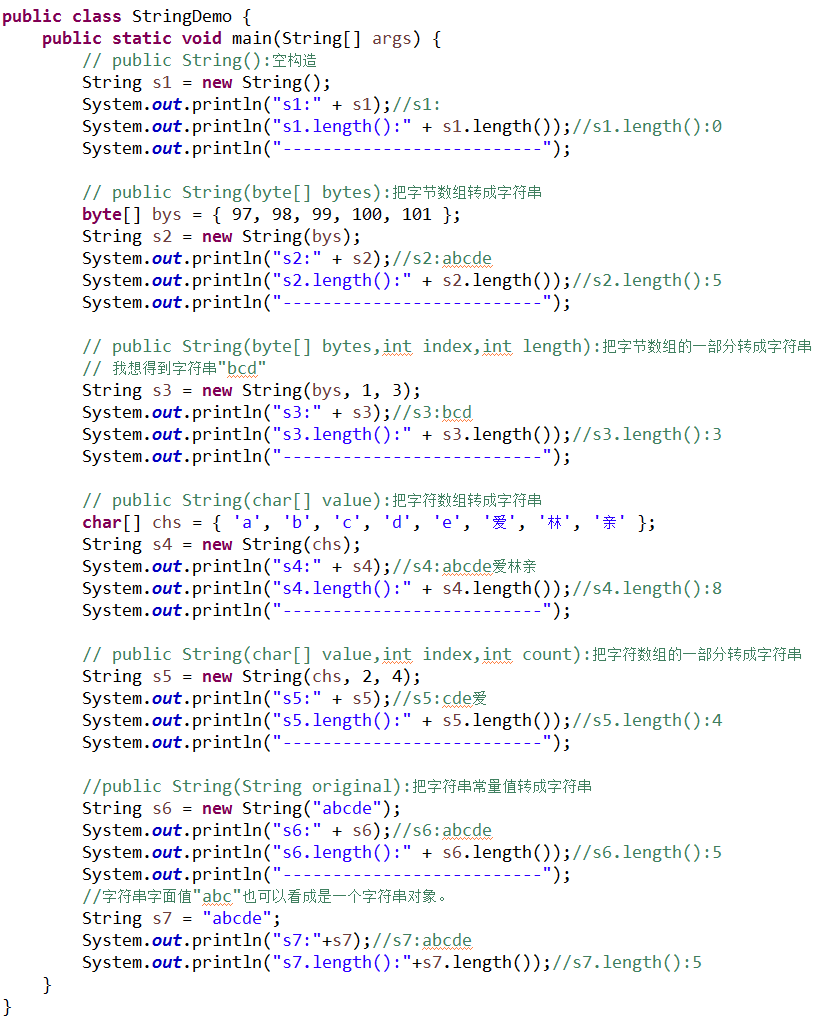 public class StringDemo {
    public static void main(String[] args) {
        // public String():空构造
        String s1 = new String();
        System.out.println("s1:" + s1);//s1:
        System.out.println("s1.length():" + s1.length());//s1.length():0
        System.out.println("--------------------------");

        // public String(byte[] bytes):把字节数组转成字符串
        byte[] bys = { 97, 98, 99, 100, 101 };
        String s2 = new String(bys);
        System.out.println("s2:" + s2);//s2:abcde
        System.out.println("s2.length():" + s2.length());//s2.length():5
        System.out.println("--------------------------");

        // public String(byte[] bytes,int index,int length):把字节数组的一部分转成字符串
        // 我想得到字符串"bcd"
        String s3 = new String(bys, 1, 3);
        System.out.println("s3:" + s3);//s3:bcd
        System.out.println("s3.length():" + s3.length());//s3.length():3
        System.out.println("--------------------------");

        // public String(char[] value):把字符数组转成字符串
        char[] chs = { 'a', 'b', 'c', 'd', 'e', '爱', '林', '亲' };
        String s4 = new String(chs);
        System.out.println("s4:" + s4);//s4:abcde爱林亲
        System.out.println("s4.length():" + s4.length());//s4.length():8
        System.out.println("--------------------------");

        // public String(char[] value,int index,int count):把字符数组的一部分转成字符串
        String s5 = new String(chs, 2, 4);
        System.out.println("s5:" + s5);//s5:cde爱
        System.out.println("s5.length():" + s5.length());//s5.length():4
        System.out.println("--------------------------");

        //public String(String original):把字符串常量值转成字符串
        String s6 = new String("abcde");
        System.out.println("s6:" + s6);//s6:abcde
        System.out.println("s6.length():" + s6.length());//s6.length():5
        System.out.println("--------------------------");
        //字符串字面值"abc"也可以看成是一个字符串对象。
        String s7 = "abcde";
        System.out.println("s7:"+s7);//s7:abcde
        System.out.println("s7.length():"+s7.length());//s7.length():5
    }
}